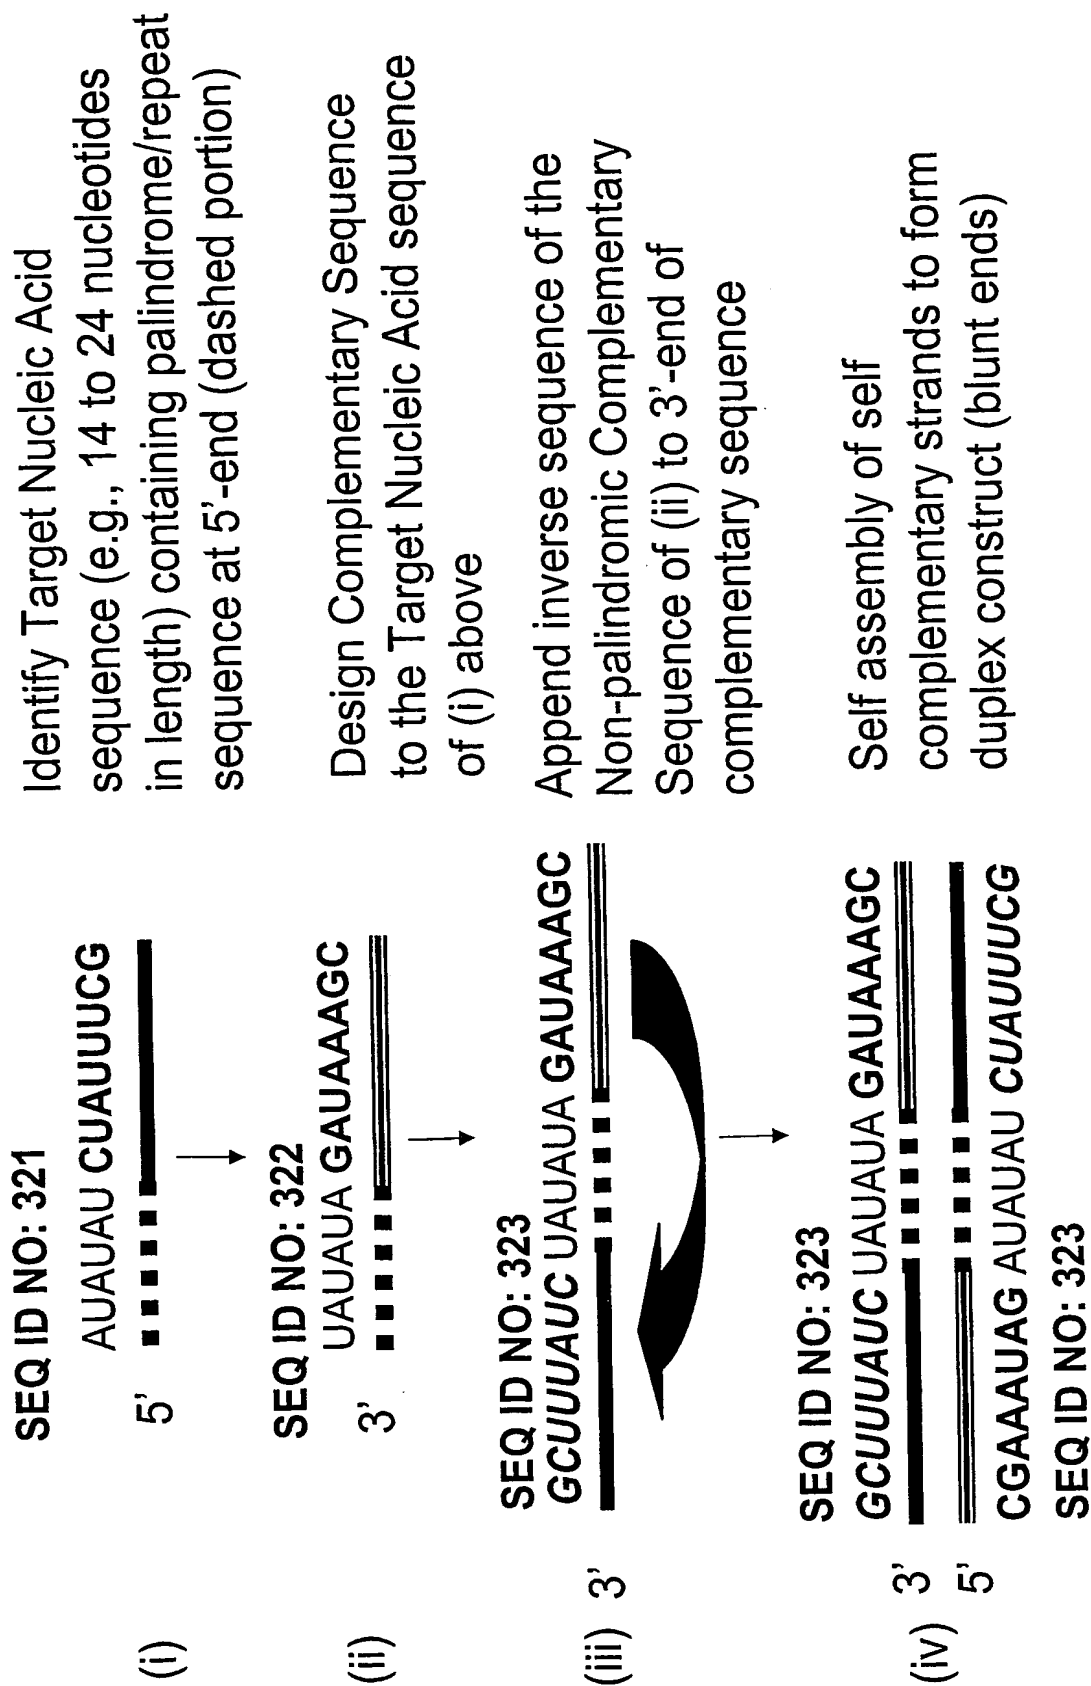 SEQ ID NO: 321
AUAUAU CUAUUUCG
(i)
5'
Identify Target Nucleic Acid
sequence (e.g., 14 to 24 nucleotides
in length) containing palindrome/repeat
sequence at 5'-end (dashed portion)
SEQ ID NO: 322
UAUAUA GAUAAAGC
(ii)
3'
Design Complementary Sequence
to the Target Nucleic Acid sequence
of (i) above
SEQ ID NO: 323
GCUUUAUC UAUAUA GAUAAAGC
(iii)
3'
Append inverse sequence of the
Non-palindromic Complementary
Sequence of (ii) to 3'-end of
complementary sequence
SEQ ID NO: 323
GCUUUAUC UAUAUA GAUAAAGC
(iv)
3'
5'
CGAAAUAG AUAUAU CUAUUUCG
SEQ ID NO: 323
Self assembly of self
complementary strands to form
duplex construct (blunt ends)